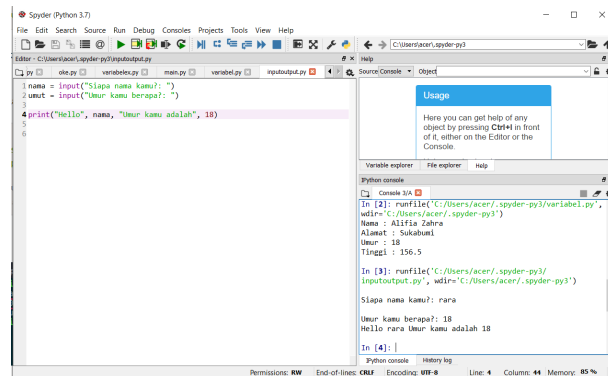 Spyder (Python 3.7)
File Edit Search Source Run Debug Consoles Projects Tools View Help
C:\Users\acer\.spyder-py3
Editor - C:\Users\acer\.spyder-py3\inputoutput.py
Help
py oke.py variabelex.py main.py variabel.py inputoutput.py
Source Console Object
1 nama = input("Siapa nama kamu?: ")
2 umut = input("Umur kamu berapa?: ")
3
4 print("Hello", nama, "Umur kamu adalah", 18)
5
6
Usage
Here you can get help of any
object by pressing Ctrl+I in front
of it, either on the Editor or the
Console.
Variable explorer File explorer Help
IPython console
Console 3/A
In [2]: runfile('C:/Users/acer/.spyder-py3/variabel.py',
wdir='C:/Users/acer/.spyder-py3')
Nama : Alifia Zahra
Alamat : Sukabumi
Umur : 18
Tinggi : 156.5
In [3]: runfile('C:/Users/acer/.spyder-py3/
inputoutput.py', wdir='C:/Users/acer/.spyder-py3')
Siapa nama kamu?: rara
Umur kamu berapa?: 18
Hello rara Umur kamu adalah 18
In [4]:
IPython console History log
Permissions: RW End-of-lines: CRLF Encoding: UTF-8 Line: 4 Column: 44 Memory: 85 %